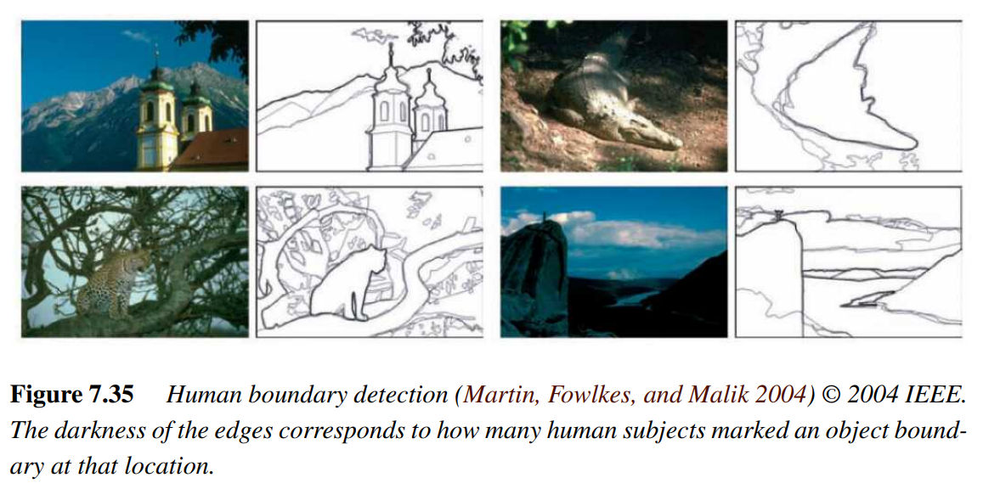 Figure 7.35 Human boundary detection (Martin, Fowlkes, and Malik 2004) © 2004 IEEE.
The darkness of the edges corresponds to how many human subjects marked an object bound-
ary at that location.